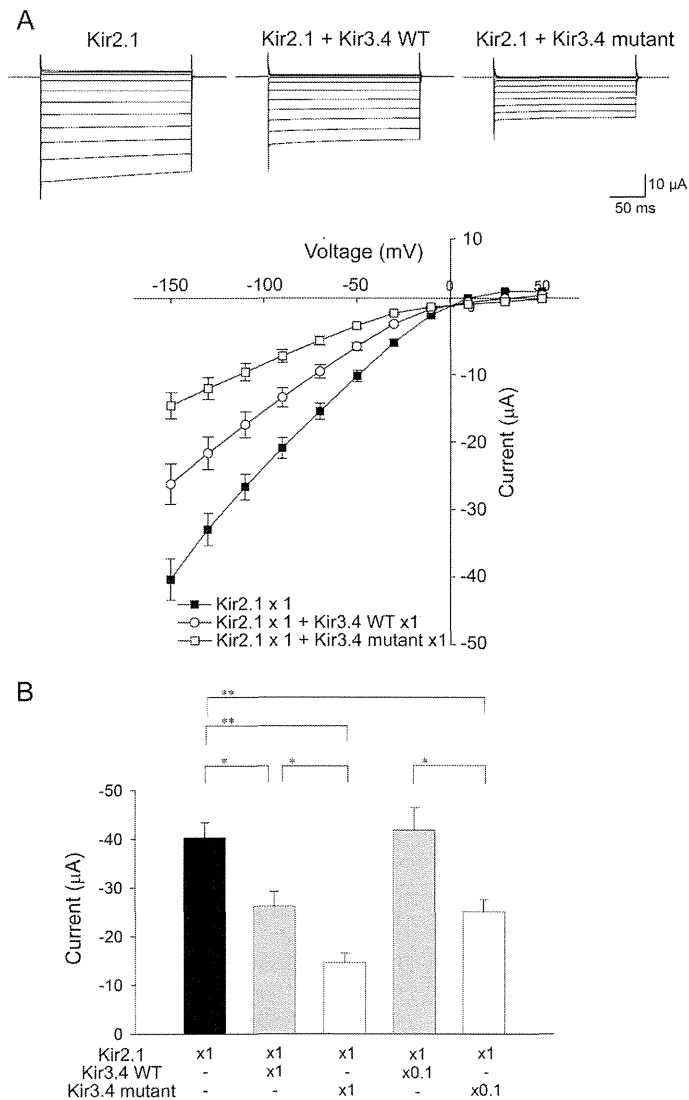 A
Kir2.1
Kir2.1 + Kir3.4 WT
Kir2.1 + Kir3.4 mutant
10 µA
50 ms
Voltage (mV)
10
-150
-100
-50
0
50
-10
-20
-30
-40
-50
Current (µA)
Kir2.1 x 1
Kir2.1 x 1 + Kir3.4 WT x1
Kir2.1 x 1 + Kir3.4 mutant x1
B
**
**
* * *
-50
-40
-30
-20
-10
0
Current (µA)
Kir2.1 x1 x1 x1 x1 x1
Kir3.4 WT - x1 - x0.1 -
Kir3.4 mutant - - x1 - x0.1